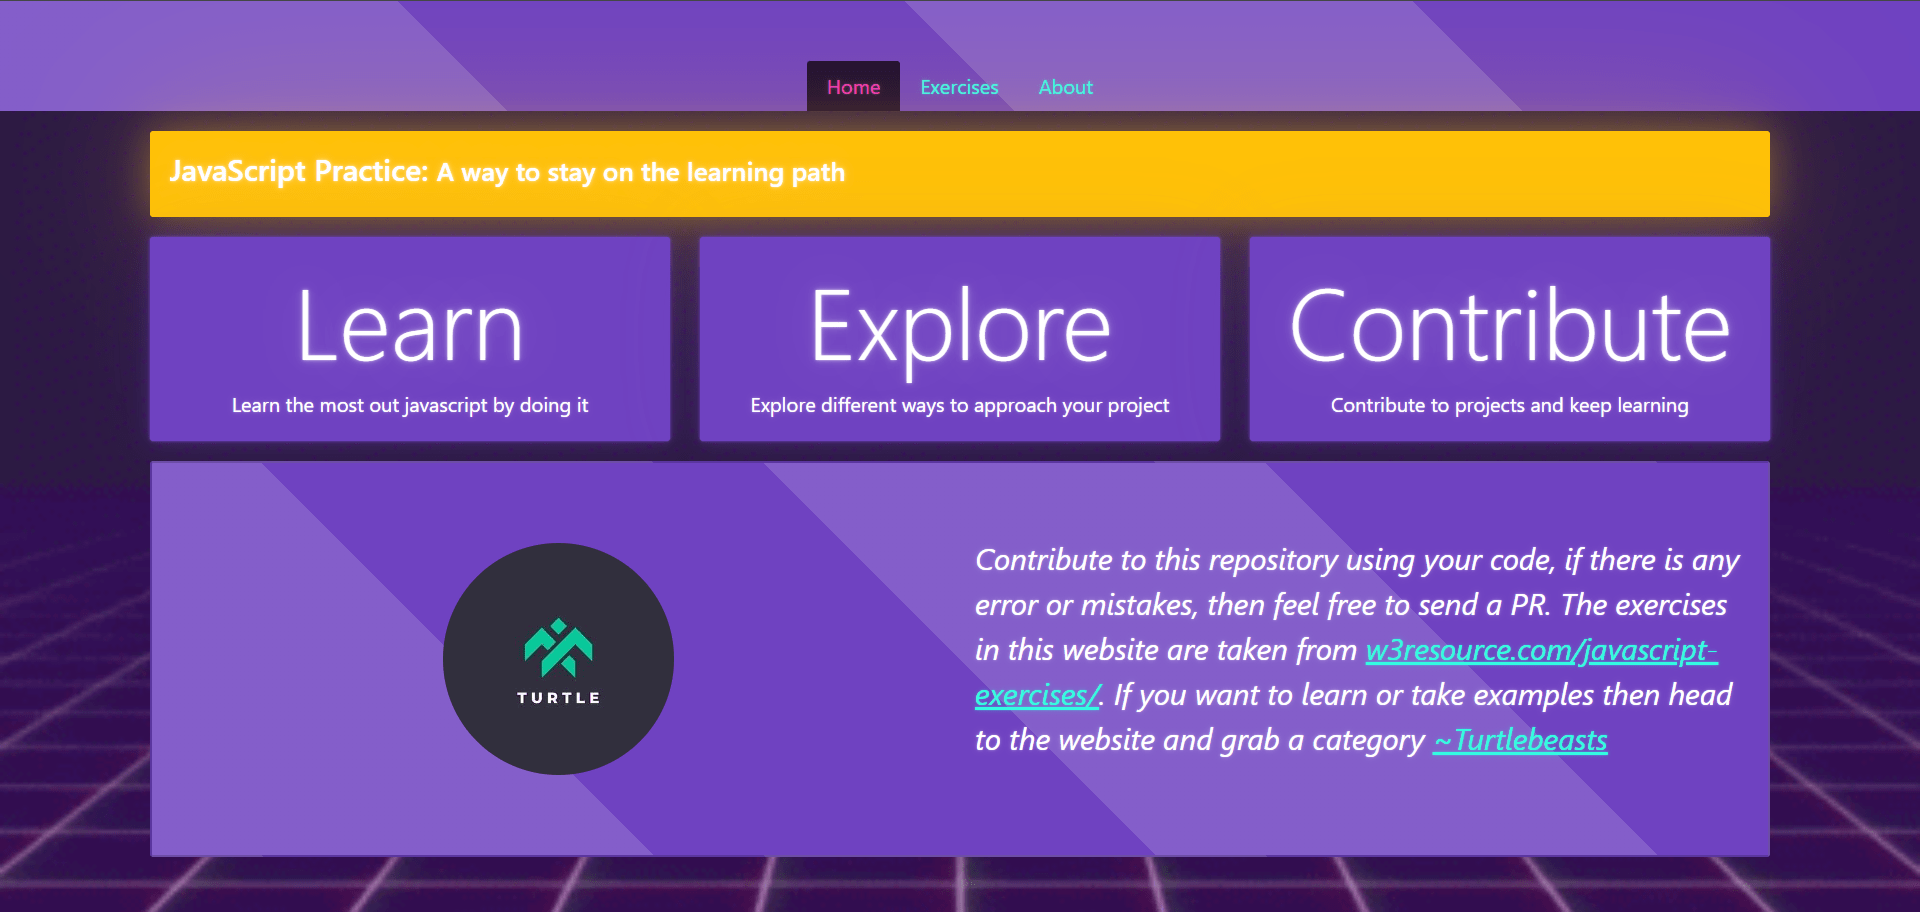 Home Exercises About
JavaScript Practice: A way to stay on the learning path
Learn
Learn the most out javascript by doing it
Explore
Explore different ways to approach your project
Contribute
Contribute to projects and keep learning
TURTLE
Contribute to this repository using your code, if there is any
error or mistakes, then feel free to send a PR. The exercises
in this website are taken from w3resource.com/javascript-
exercises/. If you want to learn or take examples then head
to the website and grab a category ~Turtlebeasts